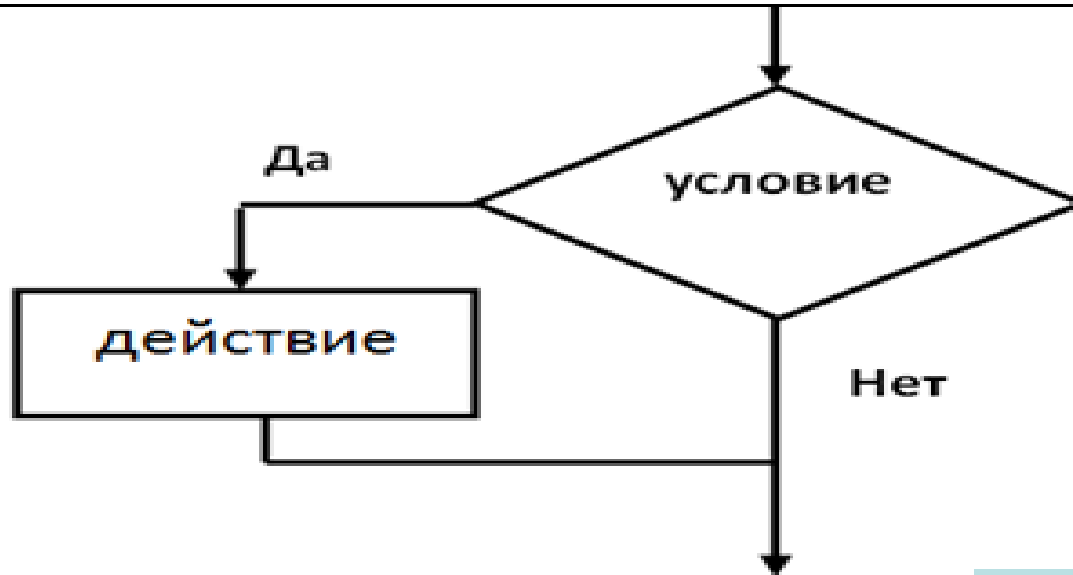 Да
условие
действие
Нет